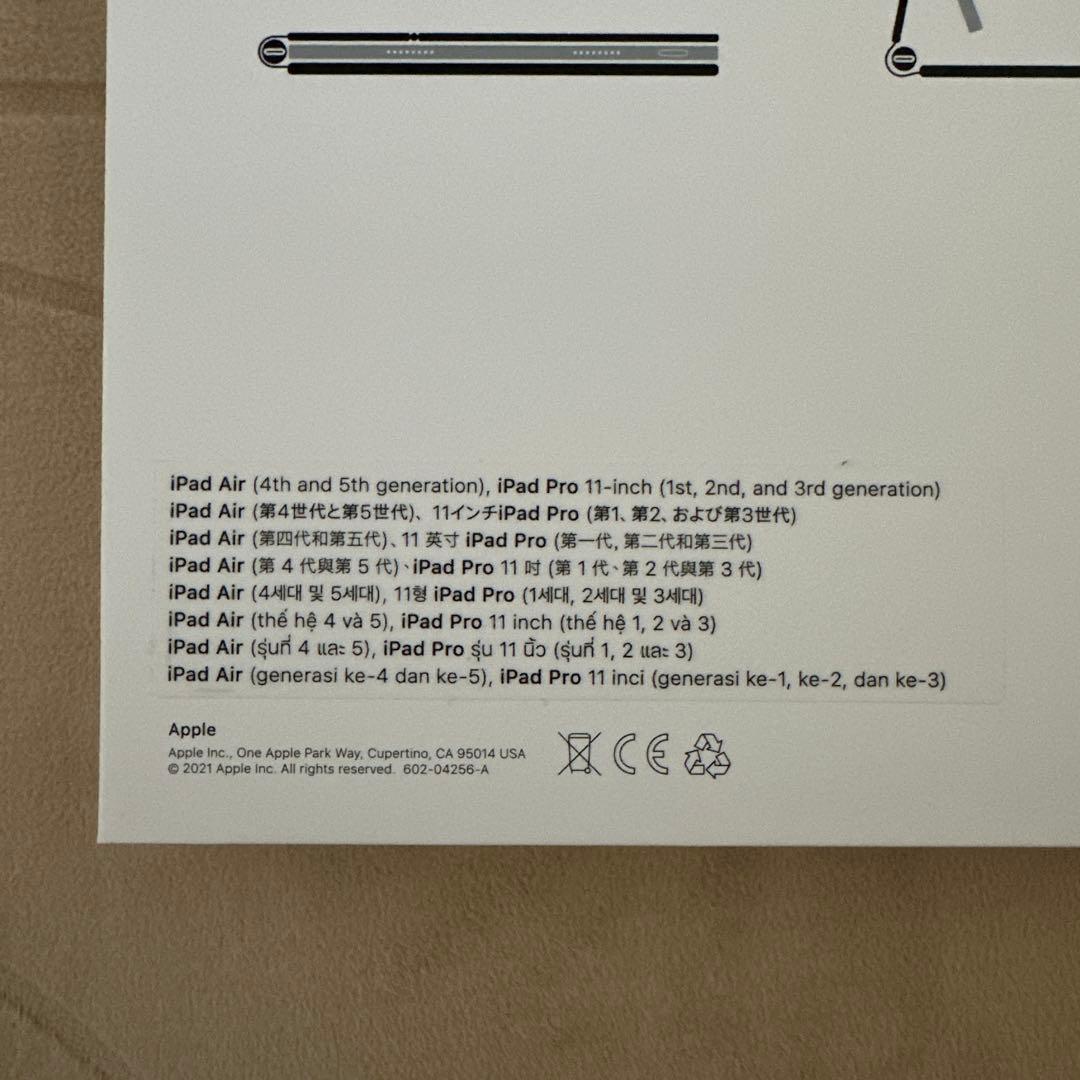 iPad Air (4th and 5th generation), iPad Pro 11-inch (1st, 2nd, and 3rd generation)
iPad Air (第4世代と第5世代)、11インチiPad Pro (第1、第2、および第3世代)
iPad Air (第四代和第五代)、11 英寸 iPad Pro (第一代, 第二代和第三代)
iPad Air (第 4 代與第 5 代)、iPad Pro 11 吋 (第 1 代、第 2 代與第 3 代)
iPad Air (4세대 및 5세대), 11형 iPad Pro (1세대, 2세대 및 3세대)
iPad Air (thế hệ 4 và 5), iPad Pro 11 inch (thế hệ 1, 2 và 3)
iPad Air (รุ่นที่ 4 และ 5), iPad Pro รุ่น 11 นิ้ว (รุ่นที่ 1, 2 และ 3)
iPad Air (generasi ke-4 dan ke-5), iPad Pro 11 inci (generasi ke-1, ke-2, dan ke-3)
Apple
Apple Inc., One Apple Park Way, Cupertino, CA 95014 USA
© 2021 Apple Inc. All rights reserved. 602-04256-A
CE